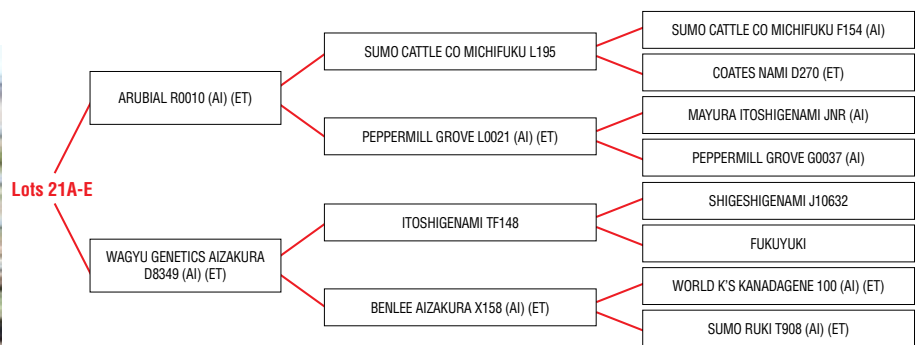 Lots 21A-E
ARUBIAL R0010 (AI) (ET)
WAGYU GENETICS AIZAKURA
D8349 (AI) (ET)
SUMO CATTLE CO MICHIFUKU L195
PEPPERMILL GROVE L0021 (AI) (ET)
ITOSHIGENAMI TF148
BENLEE AIZAKURA X158 (AI) (ET)
SUMO CATTLE CO MICHIFUKU F154 (AI)
COATES NAMI D270 (ET)
MAYURA ITOSHIGENAMI JNR (AI)
PEPPERMILL GROVE G0037 (AI)
SHIGESHIGENAMI J10632
FUKUYUKI
WORLD K'S KANADAGENE 100 (AI) (ET)
SUMO RUKI T908 (AI) (ET)